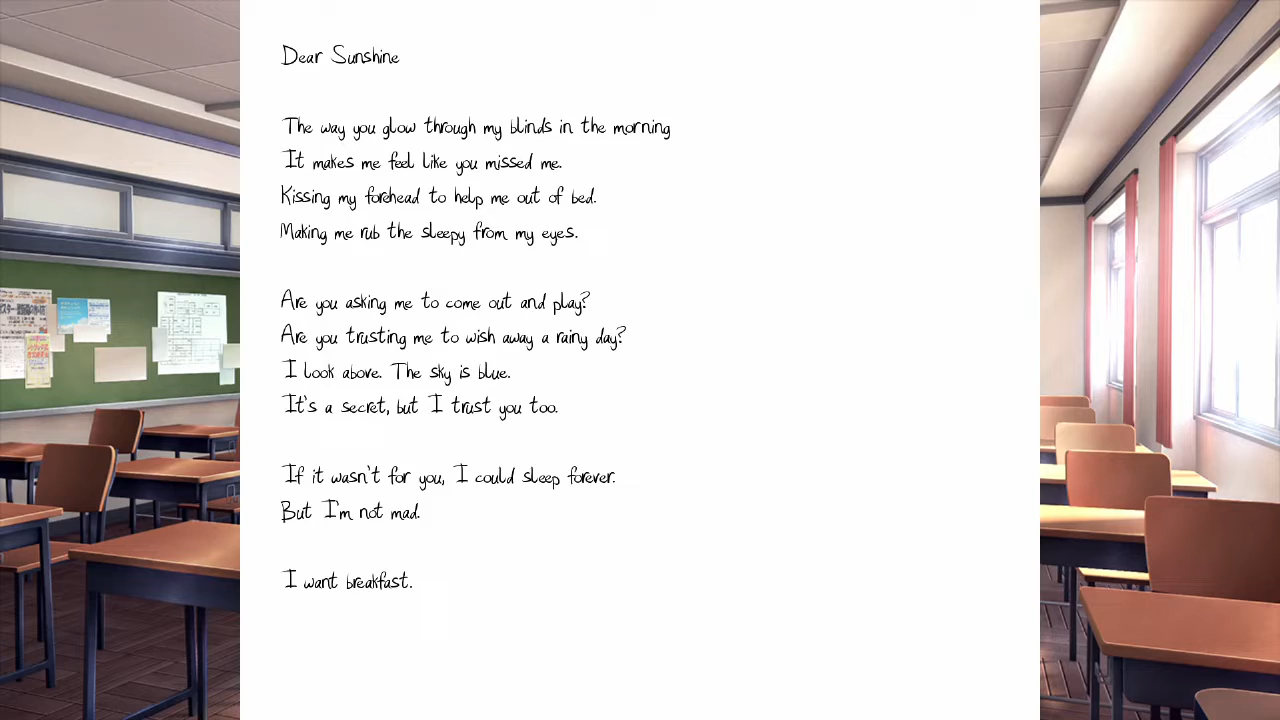 Dear Sunshine
The way you glow through my blinds in the morning
It makes me feel like you missed me.
Kissing my forehead to help me out of bed.
Making me rub the sleepy from my eyes.
Are you asking me to come out and play?
Are you trusting me to wish away a rainy day?
I look above. The sky is blue.
It's a secret, but I trust you too.
If it wasn't for you, I could sleep forever.
But I'm not mad.
I want breakfast.